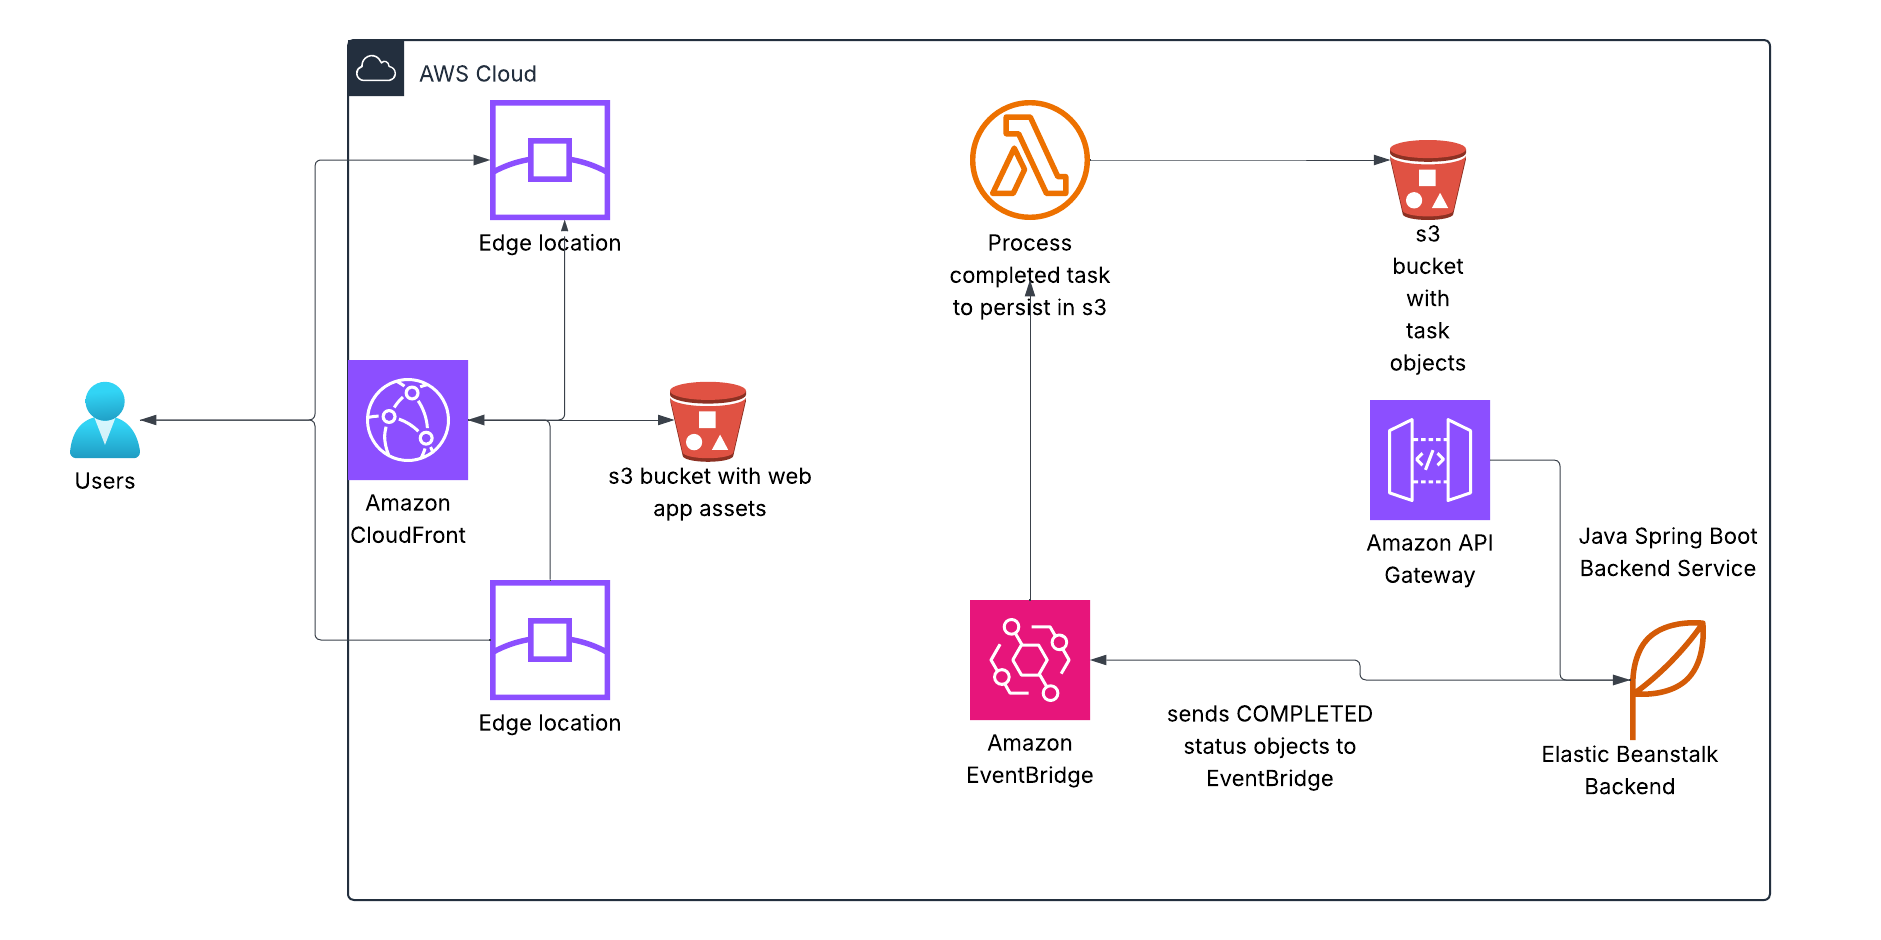 AWS Cloud
Edge location
Process
completed task
to persist in s3
s3
bucket
with
task
objects
Users
Amazon
CloudFront
s3 bucket with web
app assets
Amazon API
Gateway
Java Spring Boot
Backend Service
Edge location
Amazon
EventBridge
sends COMPLETED
status objects to
EventBridge
Elastic Beanstalk
Backend